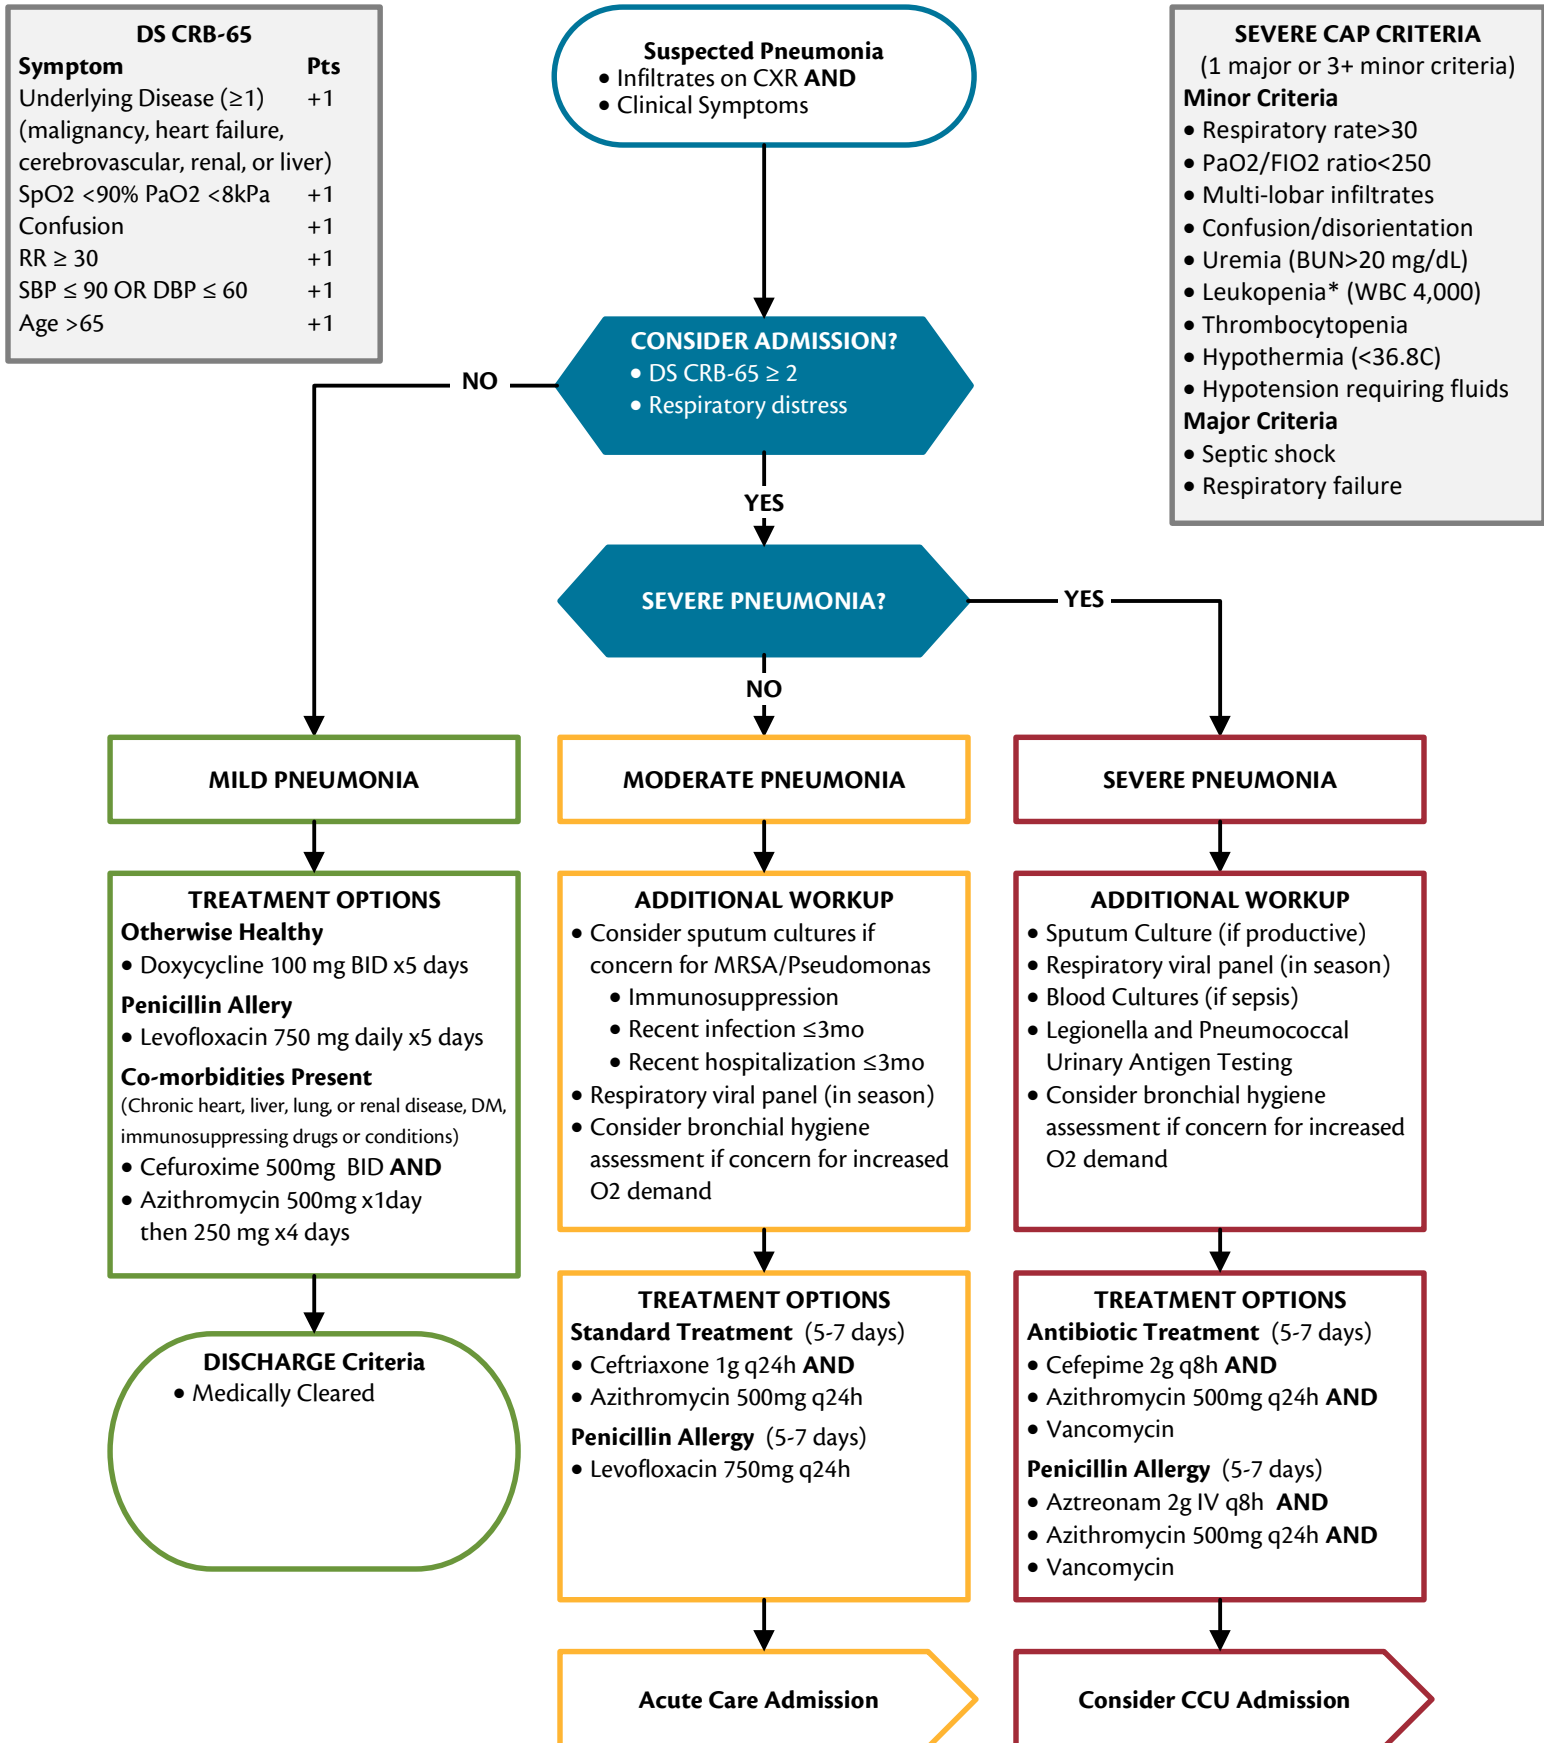 DS CRB-65
Symptom Pts
Underlying Disease (≥1) +1
(malignancy, heart failure,
cerebrovascular, renal, or liver)
SpO2 <90% PaO2 <8kPa +1
Confusion +1
RR ≥ 30 +1
SBP ≤ 90 OR DBP ≤ 60 +1
Age >65 +1
Suspected Pneumonia
• Infiltrates on CXR AND
• Clinical Symptoms
SEVERE CAP CRITERIA
(1 major or 3+ minor criteria)
Minor Criteria
• Respiratory rate>30
• PaO2/FIO2 ratio<250
• Multi-lobar infiltrates
• Confusion/disorientation
• Uremia (BUN>20 mg/dL)
• Leukopenia* (WBC 4,000)
• Thrombocytopenia
• Hypothermia (<36.8C)
• Hypotension requiring fluids
Major Criteria
• Septic shock
• Respiratory failure
CONSIDER ADMISSION?
• DS CRB-65 ≥ 2
• Respiratory distress
NO
YES
SEVERE PNEUMONIA?
YES
NO
MILD PNEUMONIA
MODERATE PNEUMONIA
SEVERE PNEUMONIA
TREATMENT OPTIONS
Otherwise Healthy
• Doxycycline 100 mg BID x5 days
Penicillin Allery
• Levofloxacin 750 mg daily x5 days
Co-morbidities Present
(Chronic heart, liver, lung, or renal disease, DM,
immunosuppressing drugs or conditions)
• Cefuroxime 500mg BID AND
• Azithromycin 500mg x1day
then 250 mg x4 days
DISCHARGE Criteria
• Medically Cleared
ADDITIONAL WORKUP
• Consider sputum cultures if
concern for MRSA/Pseudomonas
• Immunosuppression
• Recent infection ≤3mo
• Recent hospitalization ≤3mo
• Respiratory viral panel (in season)
• Consider bronchial hygiene
assessment if concern for increased
O2 demand
TREATMENT OPTIONS
Standard Treatment (5-7 days)
• Ceftriaxone 1g q24h AND
• Azithromycin 500mg q24h
Penicillin Allergy (5-7 days)
• Levofloxacin 750mg q24h
Acute Care Admission
ADDITIONAL WORKUP
• Sputum Culture (if productive)
• Respiratory viral panel (in season)
• Blood Cultures (if sepsis)
• Legionella and Pneumococcal
Urinary Antigen Testing
• Consider bronchial hygiene
assessment if concern for increased
O2 demand
TREATMENT OPTIONS
Antibiotic Treatment (5-7 days)
• Cefepime 2g q8h AND
• Azithromycin 500mg q24h AND
• Vancomycin
Penicillin Allergy (5-7 days)
• Aztreonam 2g IV q8h AND
• Azithromycin 500mg q24h AND
• Vancomycin
Consider CCU Admission